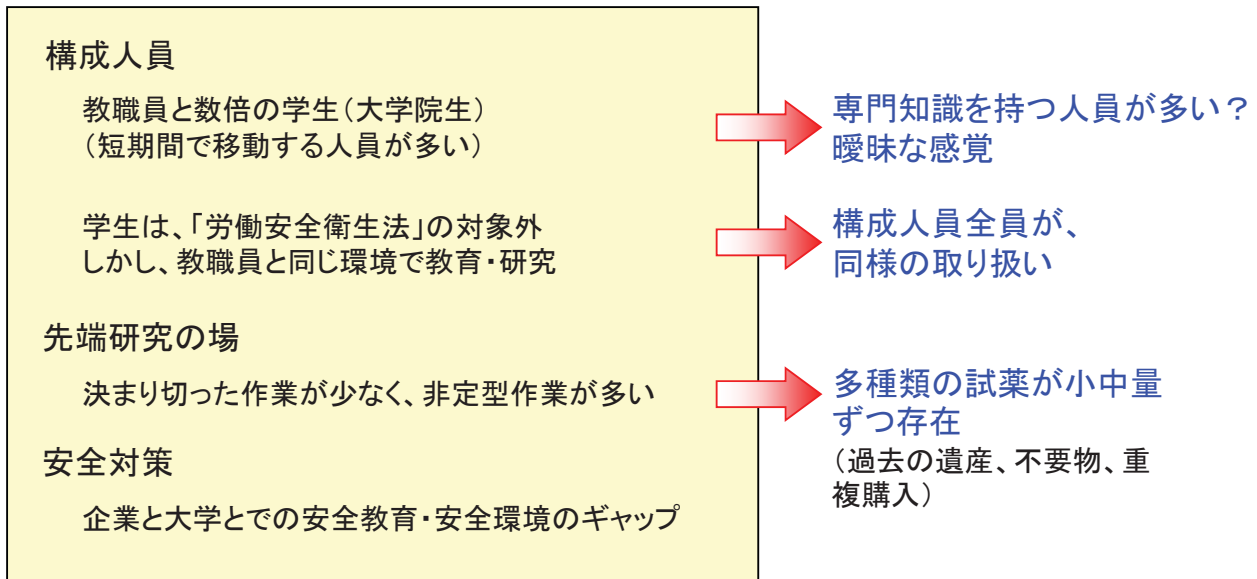 構成人員
教職員と数倍の学生（大学院生）
（短期間で移動する人員が多い）
専門知識を持つ人員が多い？
曖昧な感覚
学生は、「労働安全衛生法」の対象外
しかし、教職員と同じ環境で教育・研究
構成人員全員が、
同様の取り扱い
先端研究の場
決まり切った作業が少なく、非定型作業が多い
多種類の試薬が小中量
ずつ存在
（過去の遺産、不要物、重
複購入）
安全対策
企業と大学とでの安全教育・安全環境のギャップ